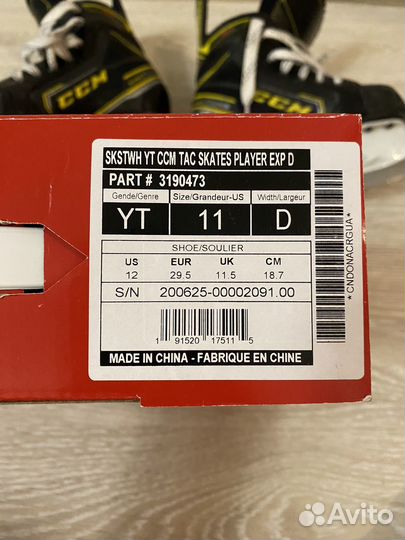 CCM
CCM
SKSTWH YT CCM TAC SKATES PLAYER EXP D
PART # 3190473
Gende/Genre Size/Grandeur-US Width/Largeur
YT 11 D
SHOE/SOULIER
US EUR UK CM
12 29.5 11.5 18.7
S/N 200625-00002091.00
1 91520 17511 5
MADE IN CHINA - FABRIQUE EN CHINE
*CNDONACRGUA*
Avito